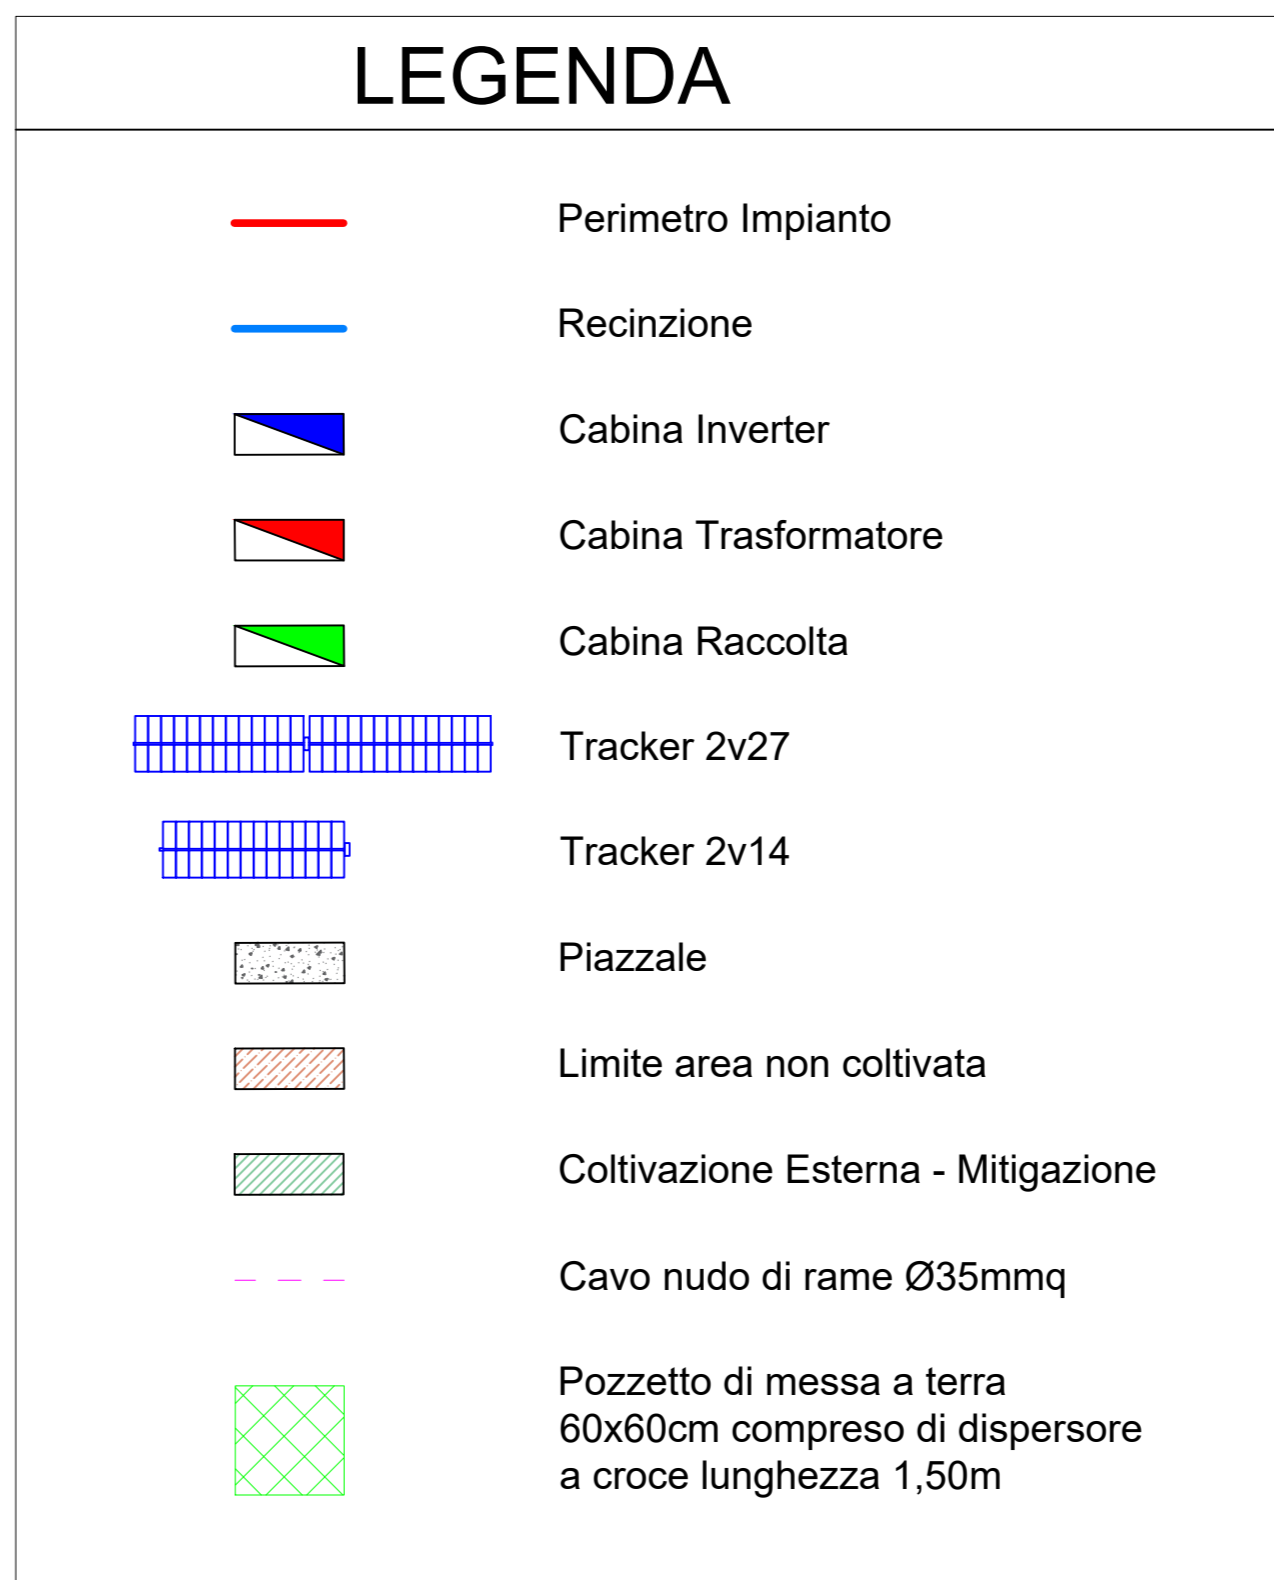 LEGENDA
Perimetro Impianto
Recinzione
Cabina Inverter
Cabina Trasformatore
Cabina Raccolta
Tracker 2v27
Tracker 2v14
Piazzale
Limite area non coltivata
Coltivazione Esterna - Mitigazione
Cavo nudo di rame Ø35mmq
Pozzetto di messa a terra
60x60cm compreso di dispersore
a croce lunghezza 1,50m